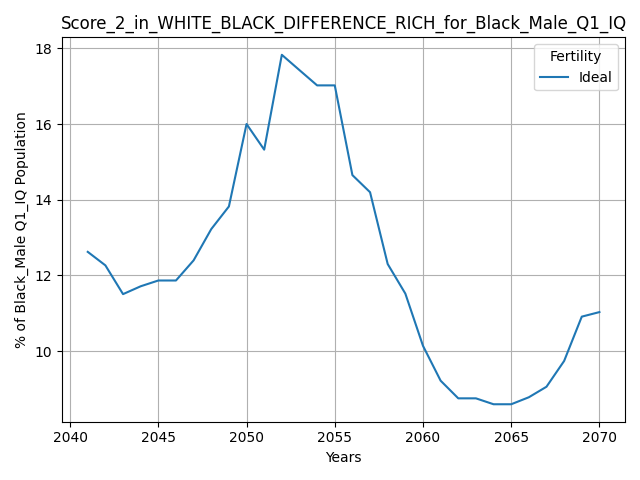 Score_2_in_WHITE_BLACK_DIFFERENCE_RICH_for_Black_Male_Q1_IQ
Fertility
Ideal
% of Black_Male Q1_IQ Population
18
16
14
12
10
2040 2045 2050 2055 2060 2065 2070
Years